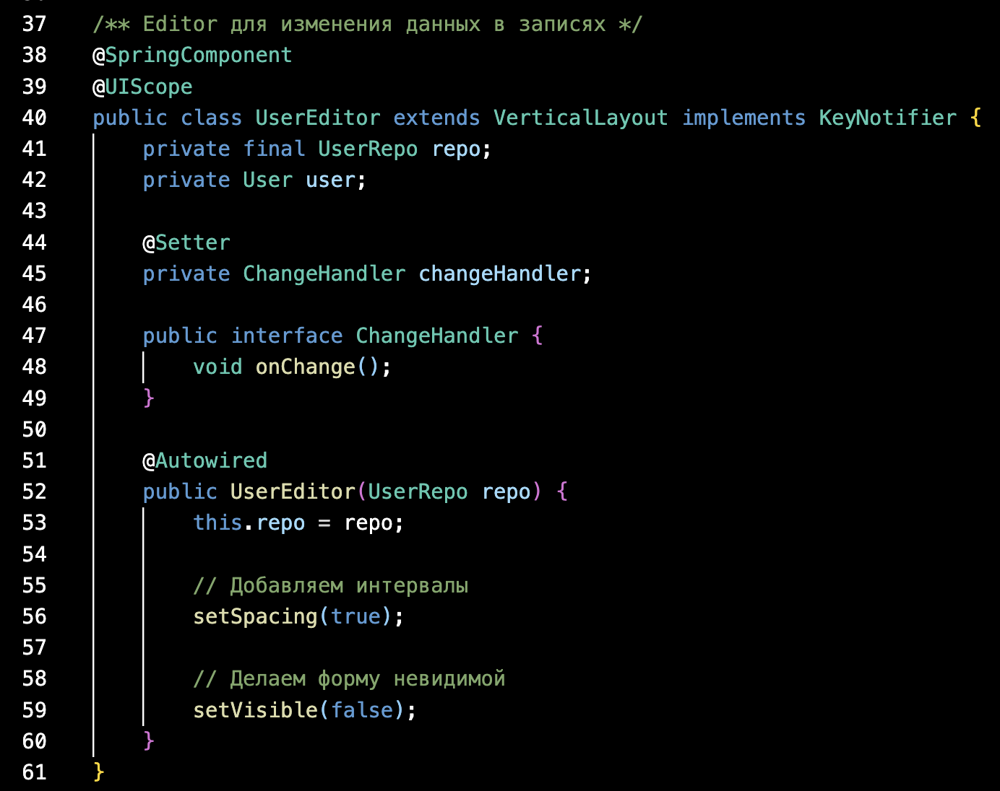 37 /** Editor для изменения данных в записях */
38 @SpringComponent
39 @UIScope
40 public class UserEditor extends VerticalLayout implements KeyNotifier {
41     private final UserRepo repo;
42     private User user;
43
44     @Setter
45     private ChangeHandler changeHandler;
46
47     public interface ChangeHandler {
48         void onChange();
49     }
50
51     @Autowired
52     public UserEditor(UserRepo repo) {
53         this.repo = repo;
54
55         // Добавляем интервалы
56         setSpacing(true);
57
58         // Делаем форму невидимой
59         setVisible(false);
60     }
61 }